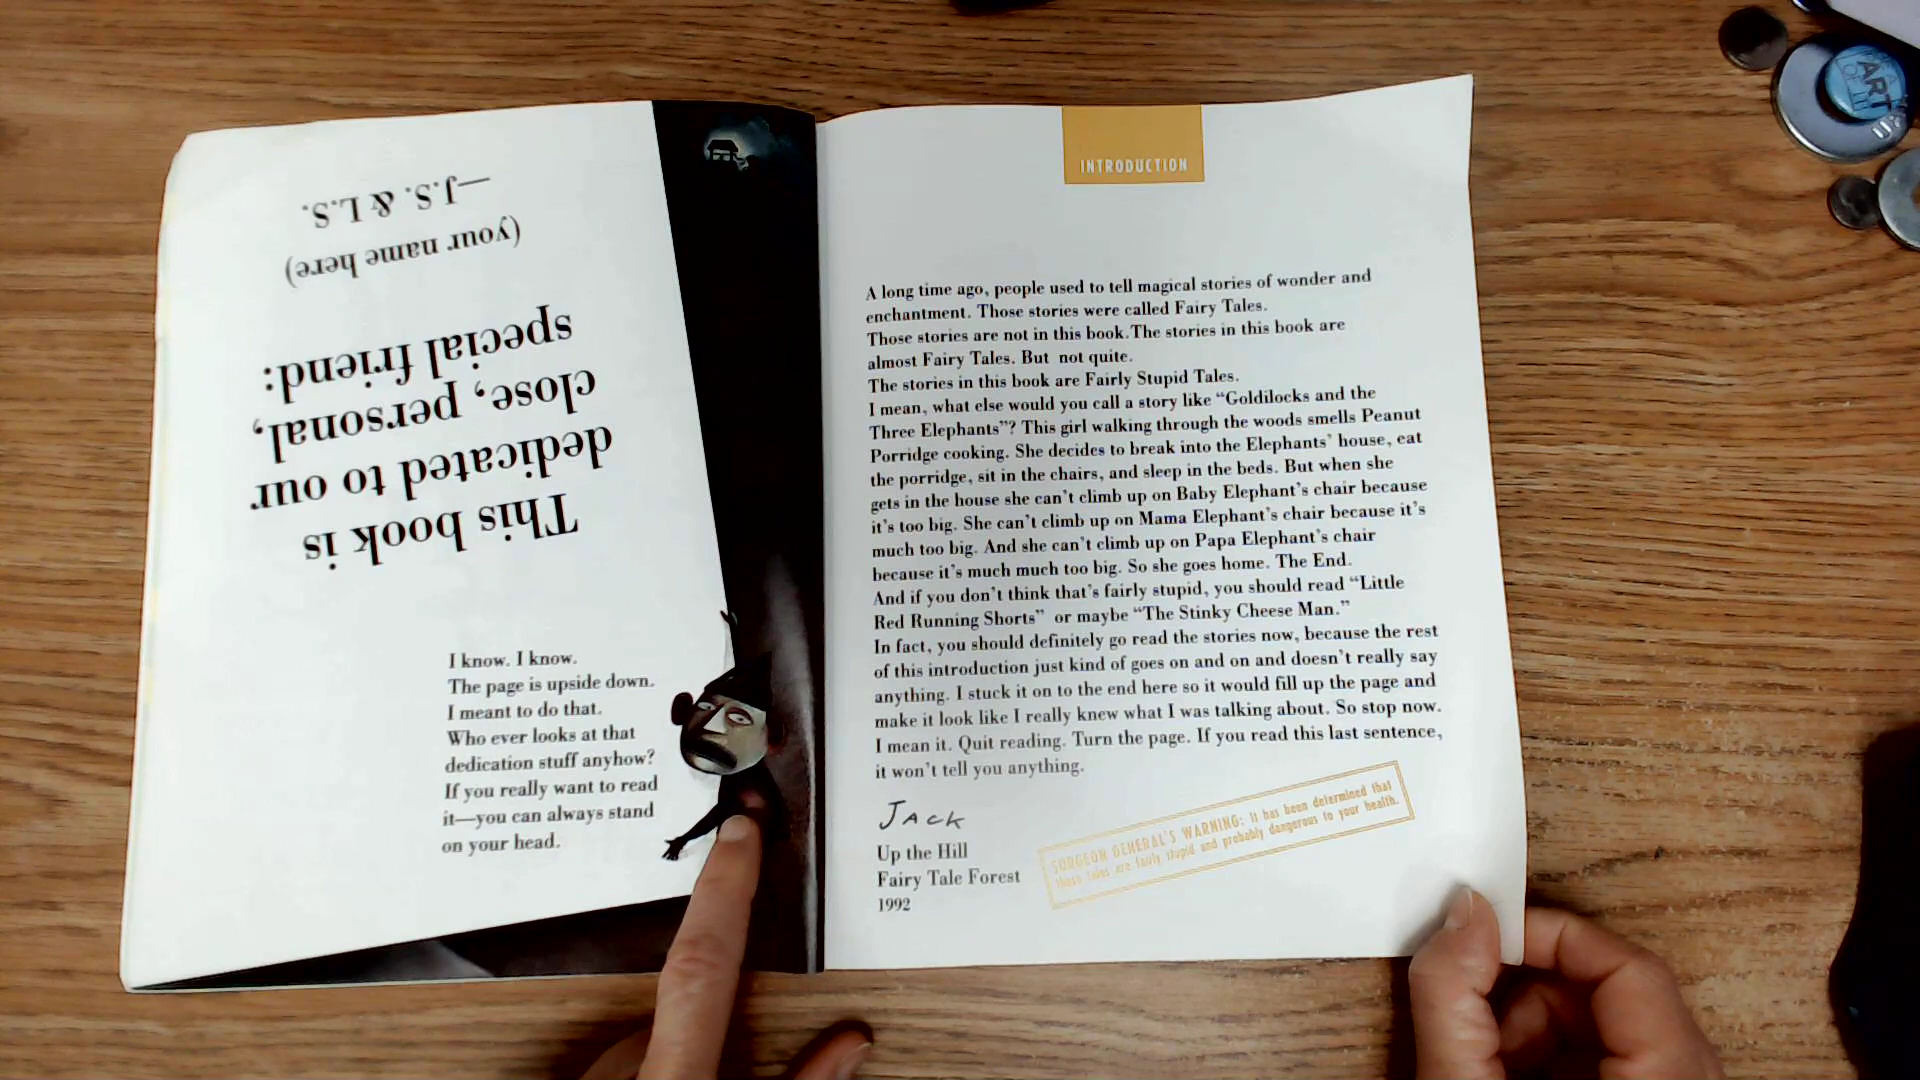 This book is
dedicated to our
close, personal,
special friend:
(your name here)
—J.S. & L.S.
I know. I know.
The page is upside down.
I meant to do that.
Who ever looks at that
dedication stuff anyhow?
If you really want to read
it—you can always stand
on your head.
INTRODUCTION
A long time ago, people used to tell magical stories of wonder and
enchantment. Those stories were called Fairy Tales.
Those stories are not in this book.The stories in this book are
almost Fairy Tales. But not quite.
The stories in this book are Fairly Stupid Tales.
I mean, what else would you call a story like “Goldilocks and the
Three Elephants”? This girl walking through the woods smells Peanut
Porridge cooking. She decides to break into the Elephants’ house, eat
the porridge, sit in the chairs, and sleep in the beds. But when she
gets in the house she can’t climb up on Baby Elephant’s chair because
it’s too big. She can’t climb up on Mama Elephant’s chair because it’s
much too big. And she can’t climb up on Papa Elephant’s chair
because it’s much much too big. So she goes home. The End.
And if you don’t think that’s fairly stupid, you should read “Little
Red Running Shorts” or maybe “The Stinky Cheese Man.”
In fact, you should definitely go read the stories now, because the rest
of this introduction just kind of goes on and on and doesn’t really say
anything. I stuck it on to the end here so it would fill up the page and
make it look like I really knew what I was talking about. So stop now.
I mean it. Quit reading. Turn the page. If you read this last sentence,
it won’t tell you anything.
JACK
Up the Hill
Fairy Tale Forest
1992
SURGEON GENERAL’S WARNING: It has been determined that
these tales are fairly stupid and probably dangerous to your health.
ART